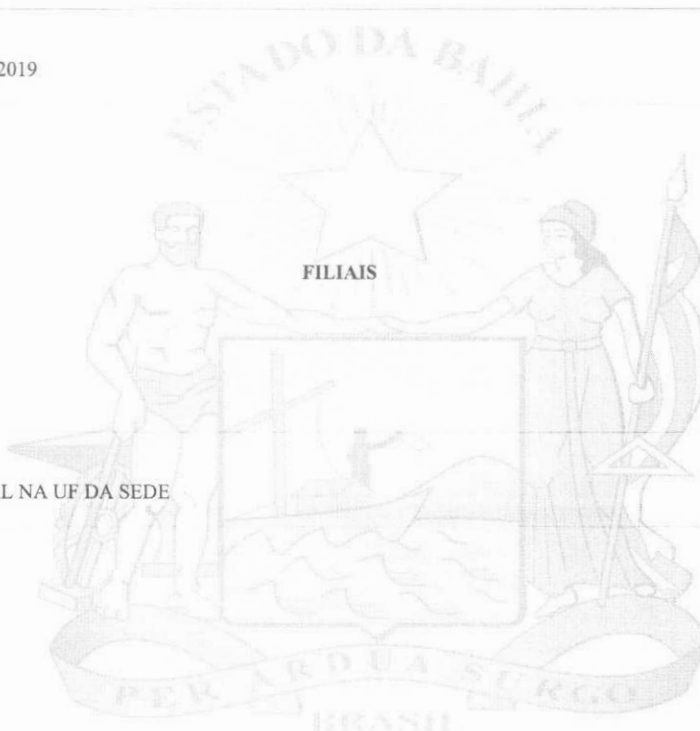 2019
ESTADO DA BAHIA
FILIAIS
L NA UF DA SEDE
PER ARDUA SURGO
BRASIL